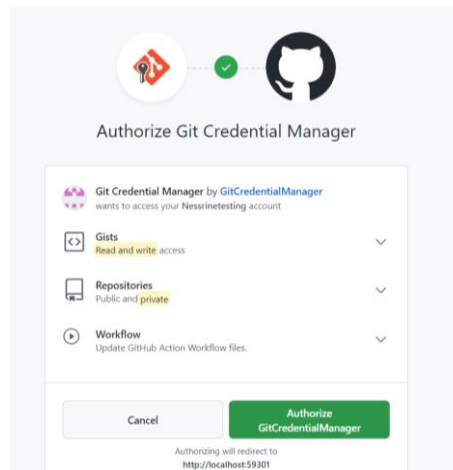 Authorize Git Credential Manager
Git Credential Manager by GitCredentialManager
wants to access your Nessrinetesting account
Gists
Read and write access
Repositories
Public and private
Workflow
Update GitHub Action Workflow files.
Cancel
Authorize
GitCredentialManager
Authorizing will redirect to
http://localhost:59301